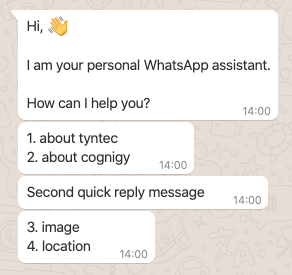 Hi, 👋
I am your personal WhatsApp assistant.
How can I help you?
14:00
1. about tyntec
2. about cognigy
14:00
Second quick reply message
14:00
3. image
4. location
14:00